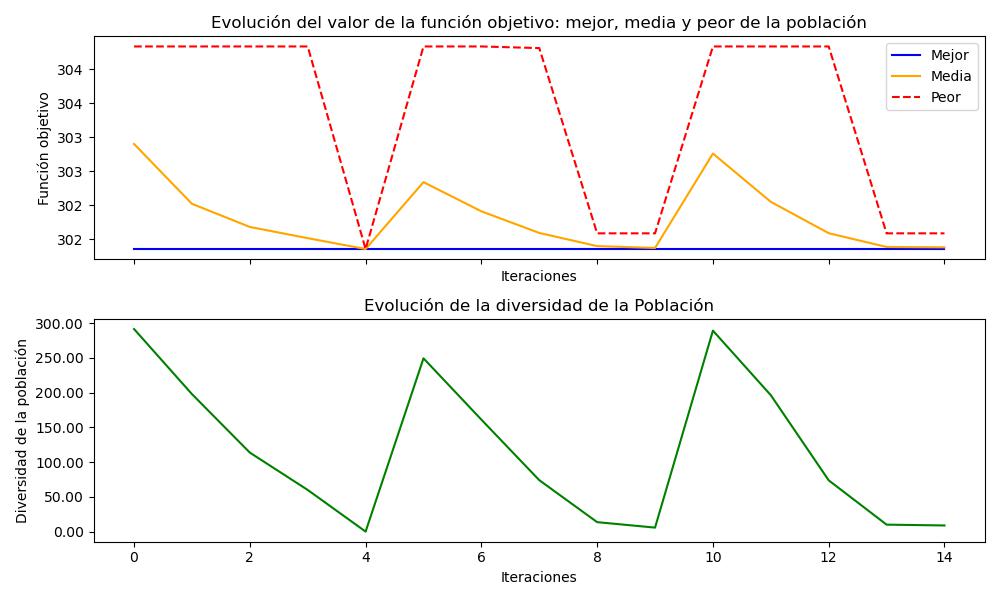 Evolución del valor de la función objetivo: mejor, media y peor de la población
Función objetivo
304
304
303
303
302
302
Mejor
Media
Peor
Iteraciones
Evolución de la diversidad de la Población
Diversidad de la población
300.00
250.00
200.00
150.00
100.00
50.00
0.00
0 2 4 6 8 10 12 14
Iteraciones